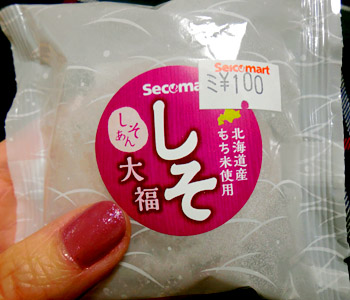 Secomart
Seicomart
ミ¥100
しそ
あん
しそ
大福
北海道産
もち米使用